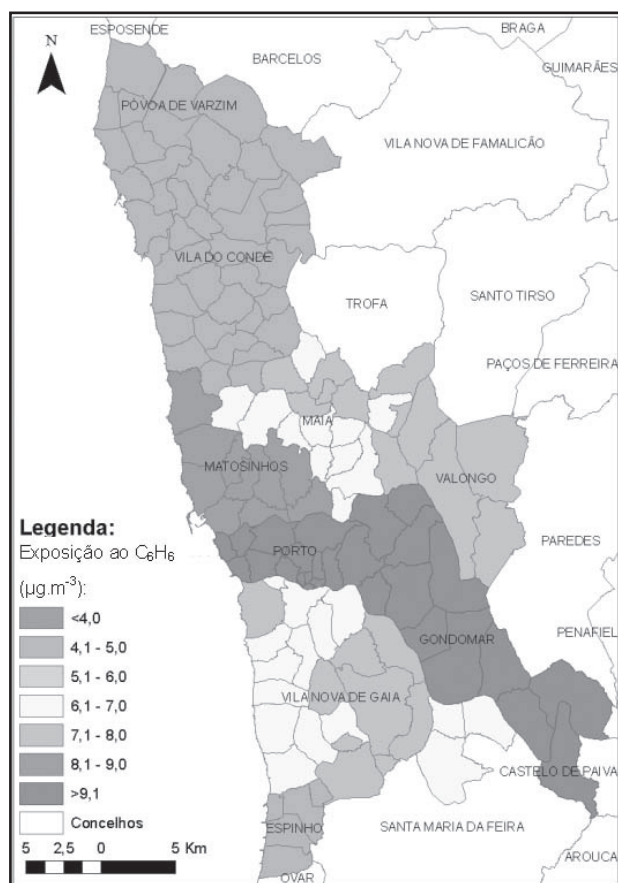 ESPOSENDE
BRAGA
N
BARCELOS
GUIMARÃES
PÓVOA DE VARZIM
VILA NOVA DE FAMALICÃO
VILA DO CONDE
TROFA
SANTO TIRSO
PAÇOS DE FERREIRA
MAIA
MATOSINHOS
VALONGO
Legenda:
Exposição ao C₆H₆
(µg.m⁻³):
PORTO
PAREDES
<4,0
4,1 - 5,0
5,1 - 6,0
6,1 - 7,0
7,1 - 8,0
8,1 - 9,0
>9,1
Concelhos
GONDOMAR
PENAFIEL
VILA NOVA DE GAIA
CASTELO DE PAIVA
ESPINHO
SANTA MARIA DA FEIRA
AROUCA
OVAR
5 2,5 0 5 Km